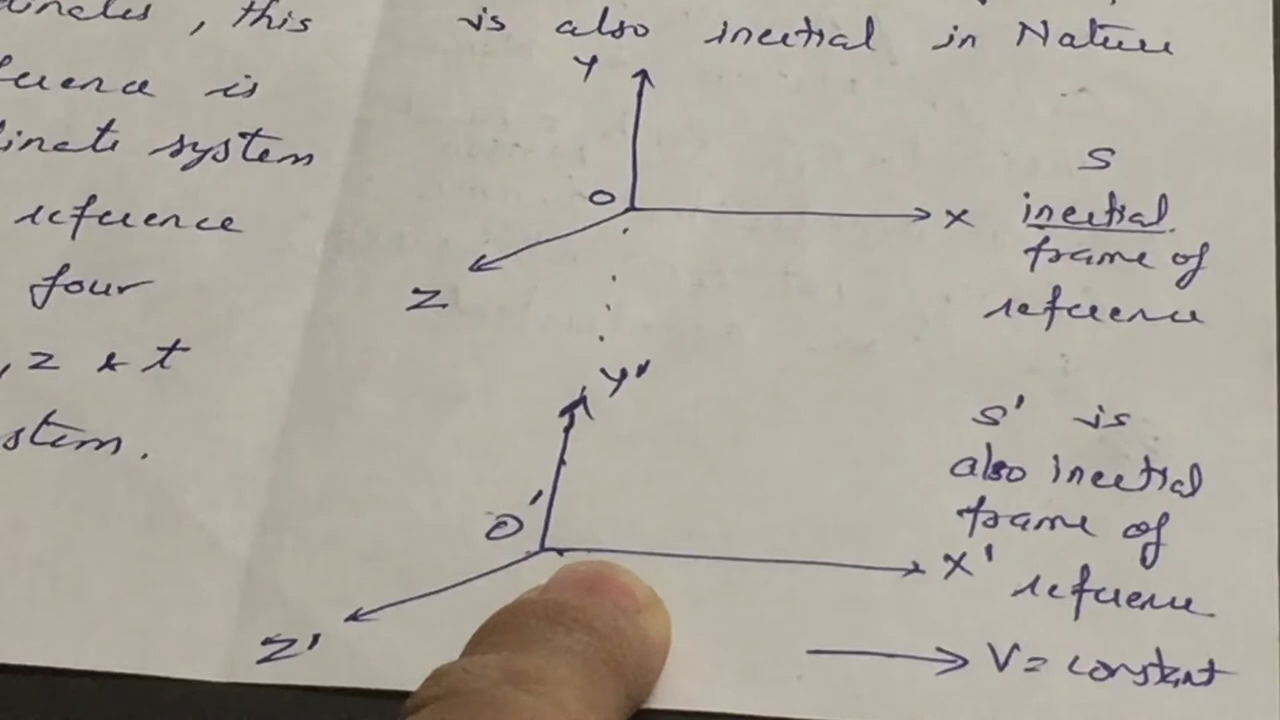 , this
is
system
reference
four
, z & t
is also inertial in Nature
Y
O
X
Z
S
inertial
frame of
reference
Y'
O'
X'
Z'
S' is
also inertial
frame of
reference
V = constant